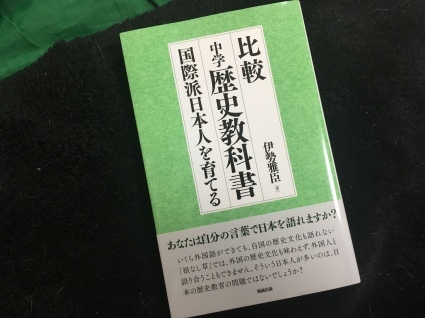 比較
中学 歴史教科書
国際派日本人を育てる
伊勢雅臣 著
あなたは自分の言葉で日本を語れますか?
いくら外国語ができても、自国の歴史文化も語れない
「根なし草」では、外国の歴史文化も味わえず、外国人と
語り合うこともできません。そういう日本人が多いのは、日
本の歴史教育の問題ではないでしょうか?
勉誠出版